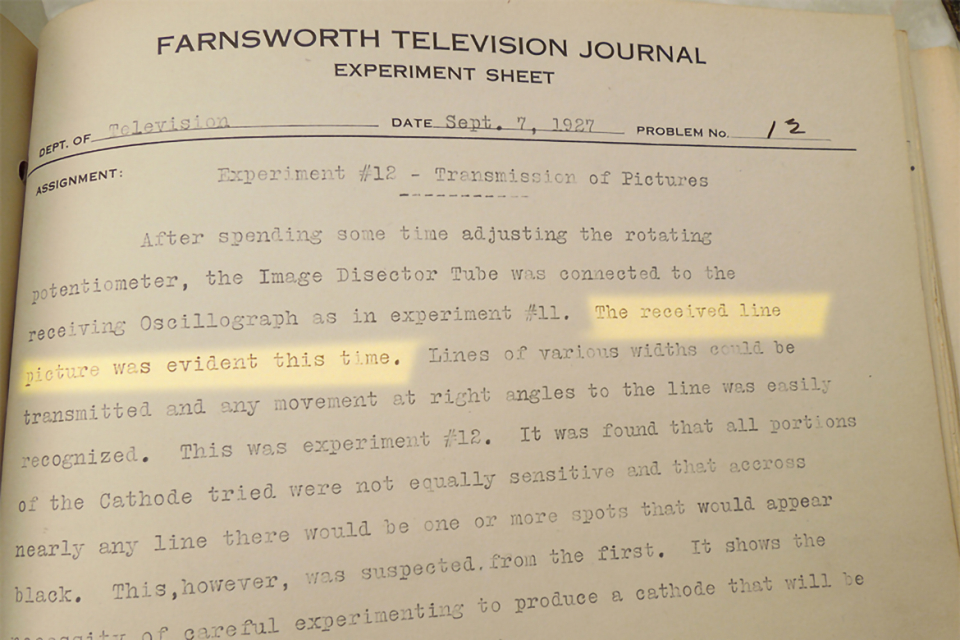 FARNSWORTH TELEVISION JOURNAL
EXPERIMENT SHEET
DEPT. OF Television DATE Sept. 7, 1927 PROBLEM No. 12
ASSIGNMENT: Experiment #12 - Transmission of Pictures
After spending some time adjusting the rotating
potentiometer, the Image Disector Tube was connected to the
receiving Oscillograph as in experiment #11. The received line
picture was evident this time. Lines of various widths could be
transmitted and any movement at right angles to the line was easily
recognized. This was experiment #12. It was found that all portions
of the Cathode tried were not equally sensitive and that accross
nearly any line there would be one or more spots that would appear
black. This,however, was suspected.from the first. It shows the
of careful experimenting to produce a cathode that will be